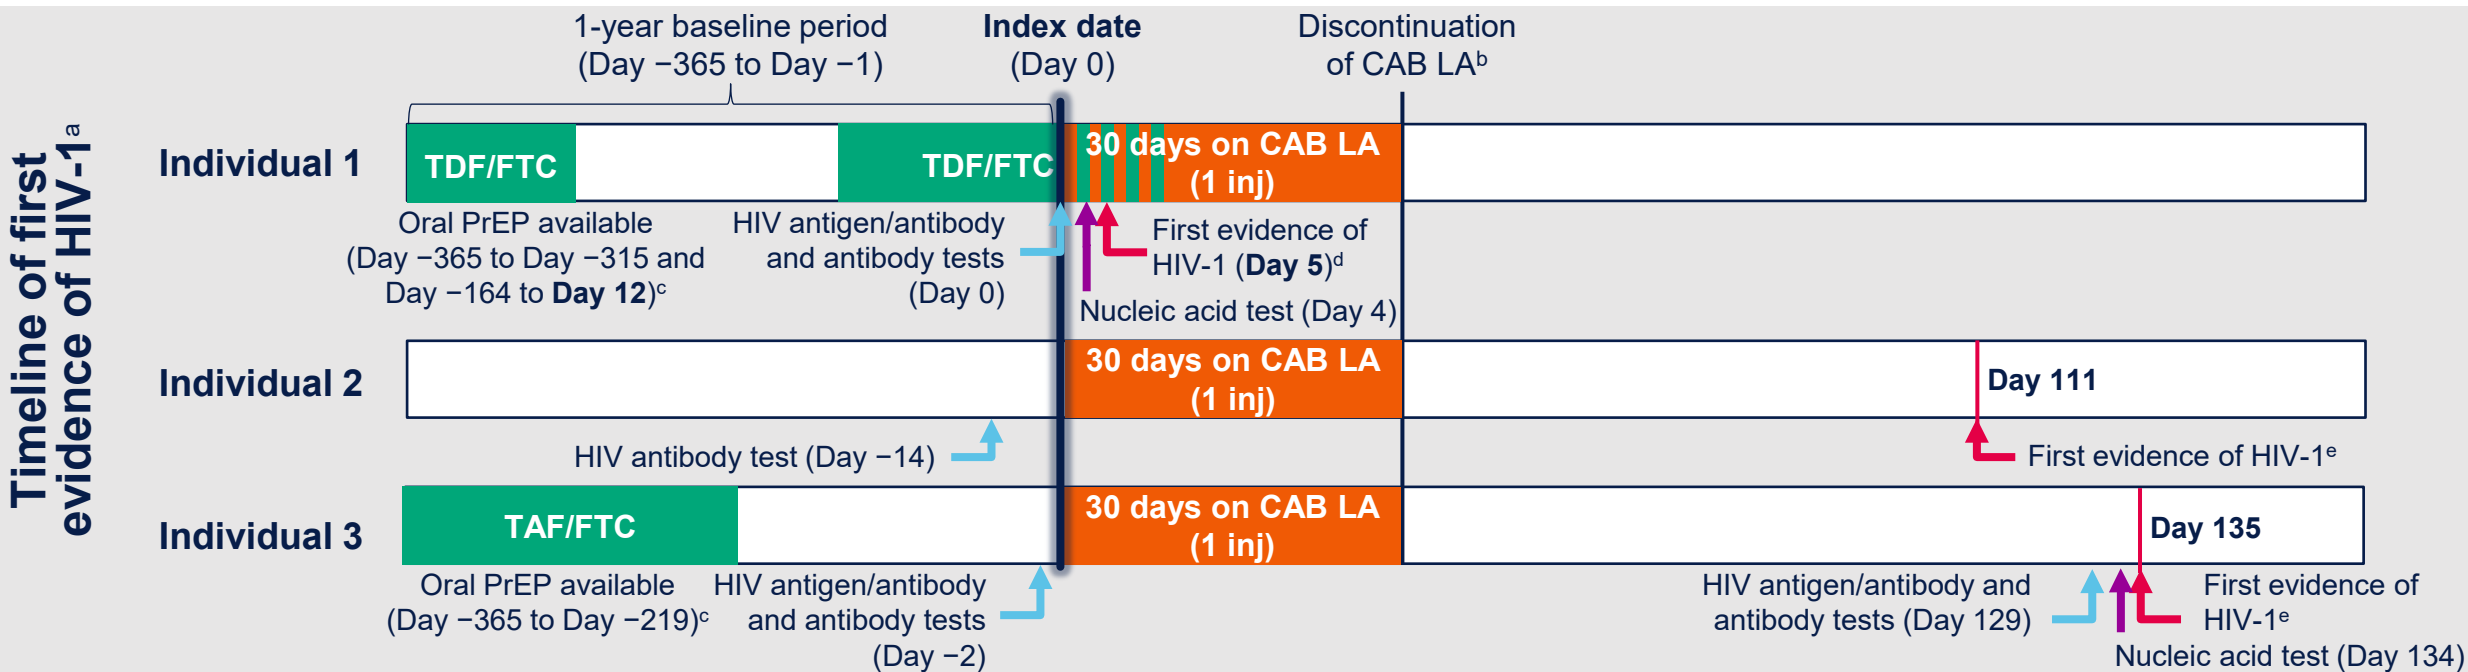 1-year baseline period
(Day −365 to Day −1)
Index date
(Day 0)
Discontinuation
of CAB LAᵇ
Timeline of first
evidence of HIV-1ᵃ
Individual 1
TDF/FTC
TDF/FTC
30 days on CAB LA
(1 inj)
Oral PrEP available
(Day −365 to Day −315 and
Day −164 to Day 12)ᶜ
HIV antigen/antibody
and antibody tests
(Day 0)
First evidence of
HIV-1 (Day 5)ᵈ
Nucleic acid test (Day 4)
Individual 2
30 days on CAB LA
(1 inj)
Day 111
HIV antibody test (Day −14)
First evidence of HIV-1ᵉ
Individual 3
TAF/FTC
30 days on CAB LA
(1 inj)
Day 135
Oral PrEP available
(Day −365 to Day −219)ᶜ
HIV antigen/antibody
and antibody tests
(Day −2)
HIV antigen/antibody and
antibody tests (Day 129)
First evidence of
HIV-1ᵉ
Nucleic acid test (Day 134)